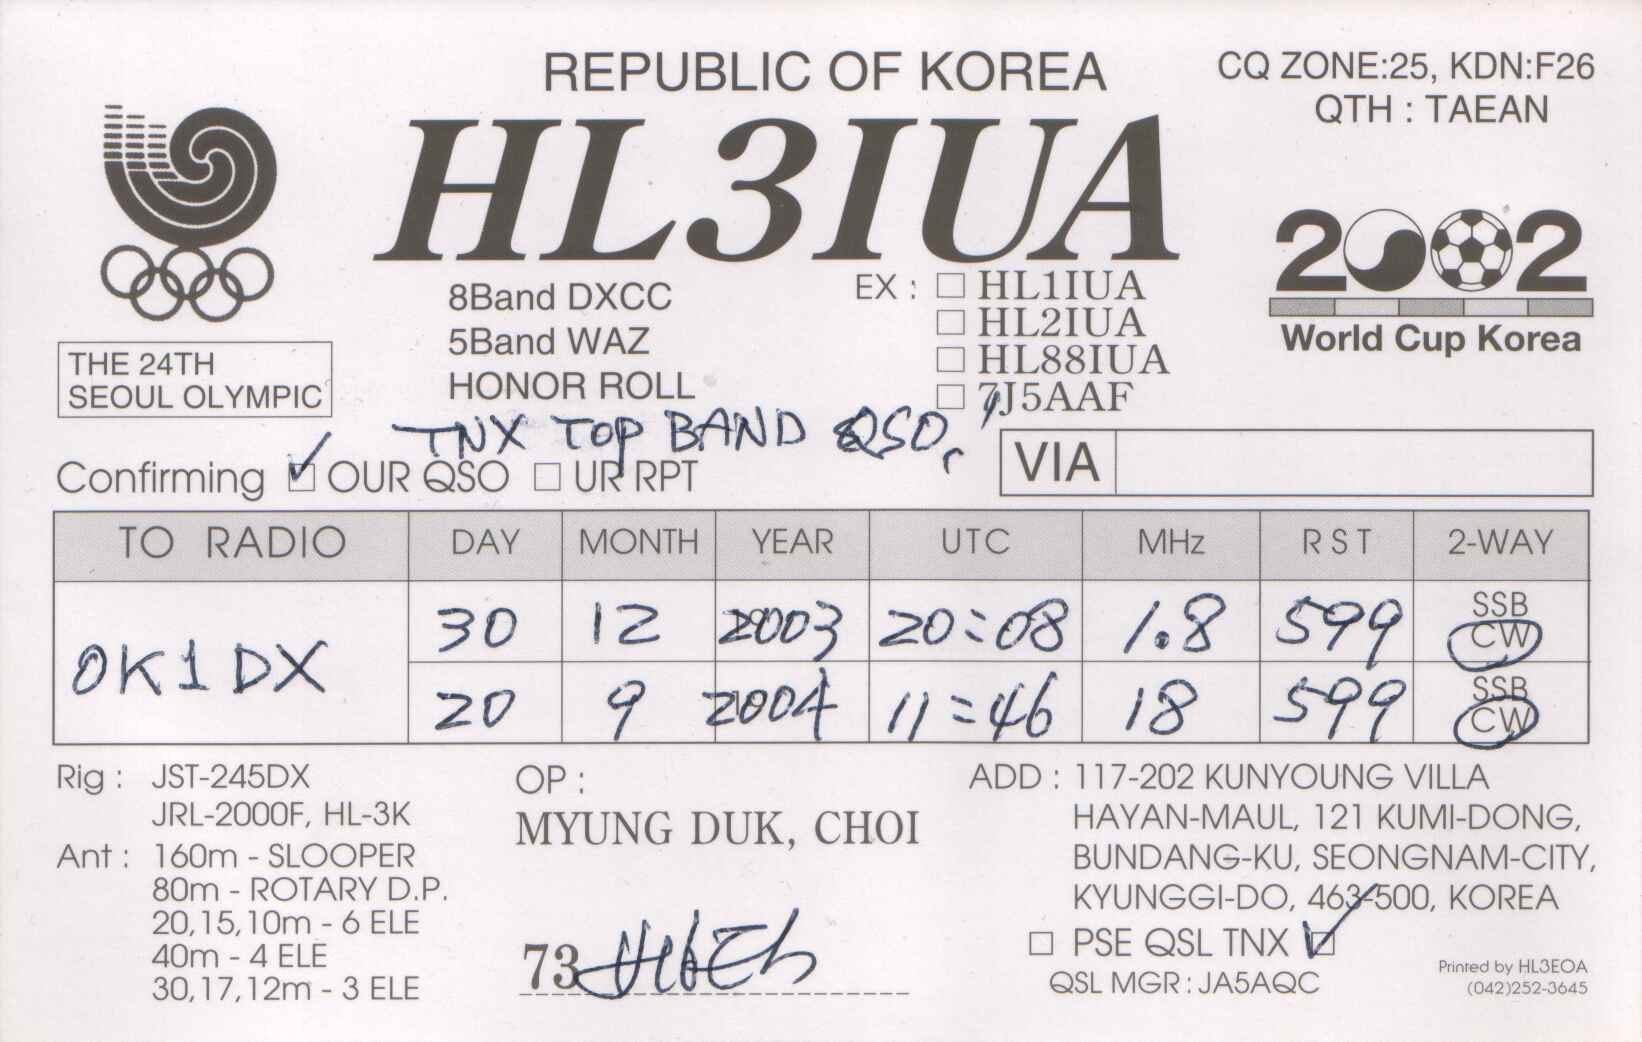 REPUBLIC OF KOREA
CQ ZONE:25, KDN:F26
QTH : TAEAN
HL3IUA
2002
World Cup Korea
THE 24TH
SEOUL OLYMPIC
8Band DXCC
5Band WAZ
HONOR ROLL
EX : □ HL1IUA
□ HL2IUA
□ HL88IUA
□ 7J5AAF
TNX TOP BAND QSO,
Confirming ☑ OUR QSO □ UR RPT
VIA
TO RADIO DAY MONTH YEAR UTC MHz RST 2-WAY
OK1DX
30 12 2003 20:08 1.8 599 SSB CW
20 9 2004 11:46 18 599 SSB CW
Rig : JST-245DX
JRL-2000F, HL-3K
Ant : 160m - SLOOPER
80m - ROTARY D.P.
20,15,10m - 6 ELE
40m - 4 ELE
30,17,12m - 3 ELE
OP :
MYUNG DUK, CHOI
73
ADD : 117-202 KUNYOUNG VILLA
HAYAN-MAUL, 121 KUMI-DONG,
BUNDANG-KU, SEONGNAM-CITY,
KYUNGGI-DO, 463-500, KOREA
□ PSE QSL TNX ☑
QSL MGR : JA5AQC
Printed by HL3EOA
(042)252-3645